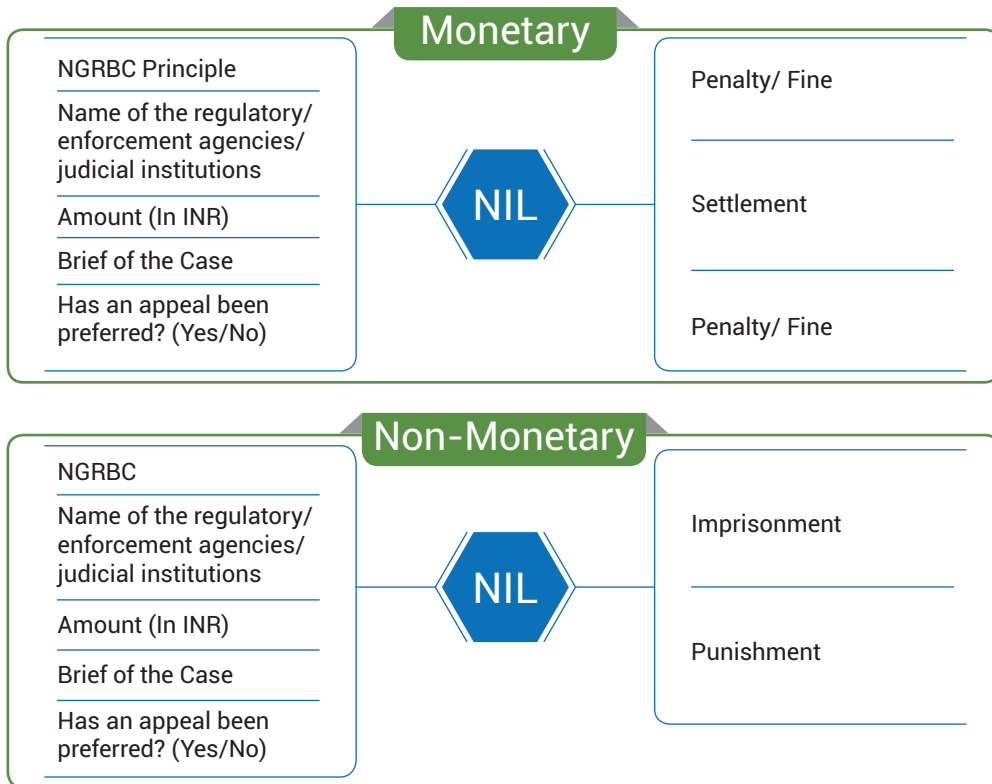 Monetary
NGRBC Principle
Name of the regulatory/
enforcement agencies/
judicial institutions
Amount (In INR)
Brief of the Case
Has an appeal been
preferred? (Yes/No)
NIL
Penalty/ Fine
Settlement
Penalty/ Fine
Non-Monetary
NGRBC
Name of the regulatory/
enforcement agencies/
judicial institutions
Amount (In INR)
Brief of the Case
Has an appeal been
preferred? (Yes/No)
NIL
Imprisonment
Punishment